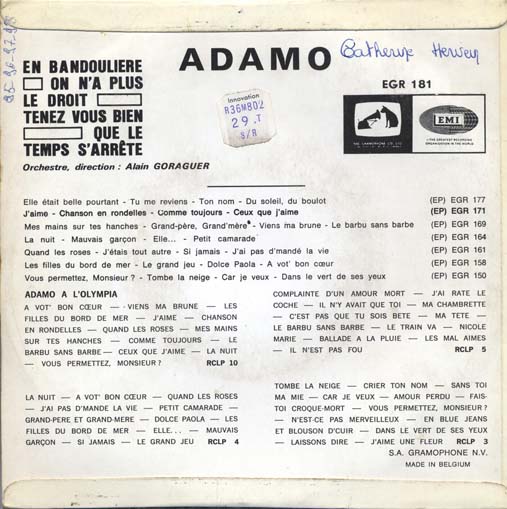 ADAMO
Catherine
EGR 181
EN BANDOULIERE
ON N'A PLUS
LE DROIT
TENEZ VOUS BIEN
QUE LE
TEMPS S'ARRÊTE
Orchestre, direction : Alain GORAGUER
Innovation
R36M802
29.T
S/R
EMI
Elle était belle pourtant - Tu me reviens - Ton nom - Du soleil, du boulot (EP) EGR 177
J'aime - Chanson en rondelles - Comme toujours - Ceux que j'aime (EP) EGR 171
Mes mains sur tes hanches - Grand-père, Grand'mère - Viens ma brune - Le barbu sans barbe (EP) EGR 169
La nuit - Mauvais garçon - Elle... - Petit camarade (EP) EGR 164
Quand les roses - J'étais tout autre - Si jamais - J'ai pas d'mandé la vie (EP) EGR 161
Les filles du bord de mer - Le grand jeu - Dolce Paola - A vot' bon cœur (EP) EGR 158
Vous permettez, Monsieur ? - Tombe la neige - Car je veux - Dans le vert de ses yeux (EP) EGR 150
ADAMO A L'OLYMPIA
A VOT' BON CŒUR — VIENS MA BRUNE — LES
FILLES DU BORD DE MER — J'AIME — CHANSON
EN RONDELLES — QUAND LES ROSES — MES MAINS
SUR TES HANCHES — COMME TOUJOURS — LE
BARBU SANS BARBE — CEUX QUE J'AIME — LA NUIT
— VOUS PERMETTEZ, MONSIEUR ? RCLP 10
COMPLAINTE D'UN AMOUR MORT — J'AI RATE LE
COCHE — IL N'Y AVAIT QUE TOI — MA CHAMBRETTE
— C'EST PAS QUE TU SOIS BETE — MA TETE —
LE BARBU SANS BARBE — LE TRAIN VA — NICOLE
MARIE — BALLADE A LA PLUIE — LES MAL AIMES
— IL N'EST PAS FOU RCLP 5
LA NUIT — A VOT' BON CŒUR — QUAND LES ROSES
— J'AI PAS D'MANDE LA VIE — PETIT CAMARADE —
GRAND-PERE ET GRAND-MERE — DOLCE PAOLA — LES
FILLES DU BORD DE MER — ELLE... — MAUVAIS
GARÇON — SI JAMAIS — LE GRAND JEU RCLP 4
TOMBE LA NEIGE — CRIER TON NOM — SANS TOI
MA MIE — CAR JE VEUX — AMOUR PERDU — FAIS-
TOI CROQUE-MORT — VOUS PERMETTEZ, MONSIEUR ?
— N'EST-CE PAS MERVEILLEUX — EN BLUE JEANS
ET BLOUSON D'CUIR — DANS LE VERT DE SES YEUX
— LAISSONS DIRE — J'AIME UNE FLEUR RCLP 3
S.A. GRAMOPHONE N.V.
MADE IN BELGIUM